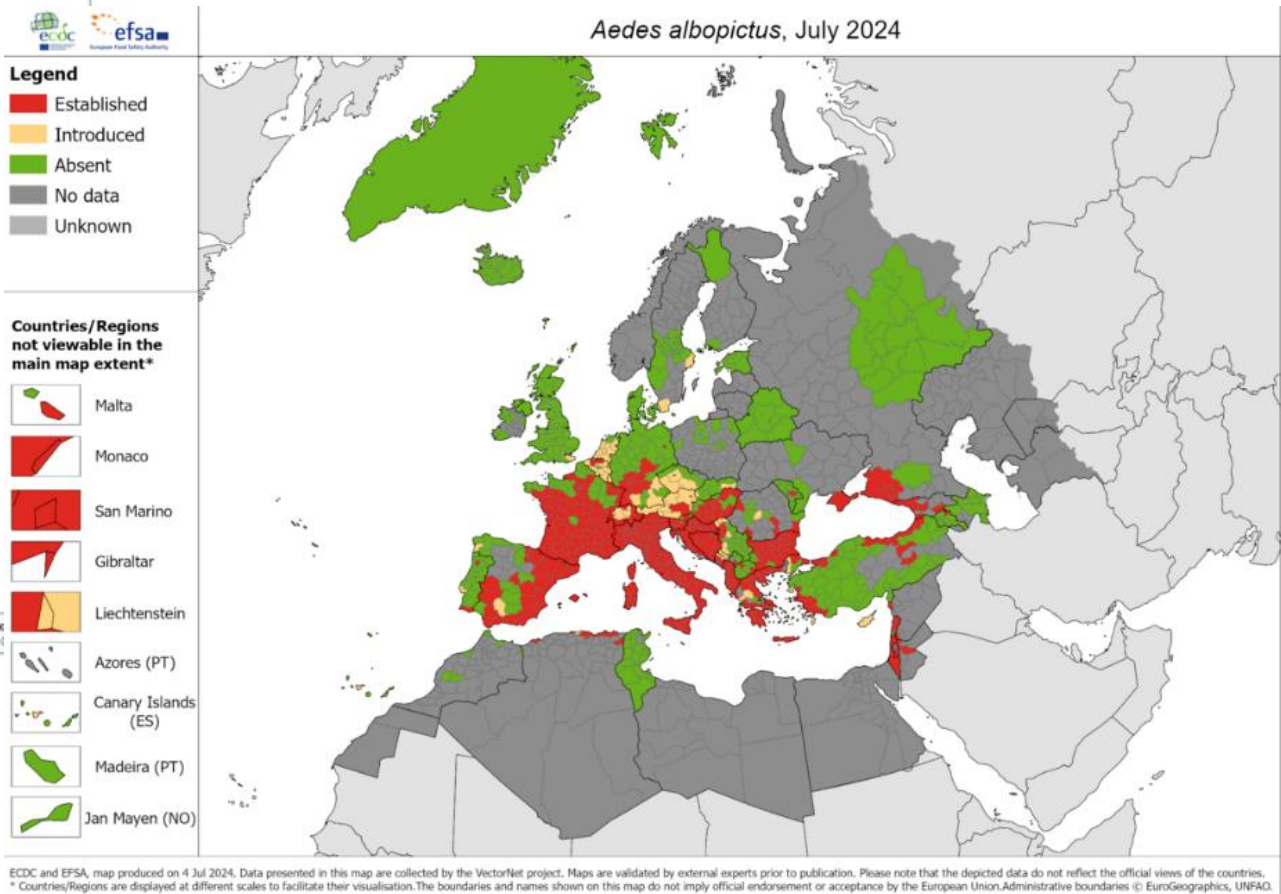 ecdc
efsa
European Food Safety Authority
Aedes albopictus, July 2024
Legend
Established
Introduced
Absent
No data
Unknown
Countries/Regions
not viewable in the
main map extent*
Malta
Monaco
San Marino
Gibraltar
Liechtenstein
Azores (PT)
Canary Islands
(ES)
Madeira (PT)
Jan Mayen (NO)
ECDC and EFSA, map produced on 4 Jul 2024. Data presented in this map are collected by the VectorNet project. Maps are validated by external experts prior to publication. Please note that the depicted data do not reflect the official views of the countries.
* Countries/Regions are displayed at different scales to facilitate their visualisation.The boundaries and names shown on this map do not imply official endorsement or acceptance by the European Union.Administrative boundaries © EuroGeographics, UNFAO.